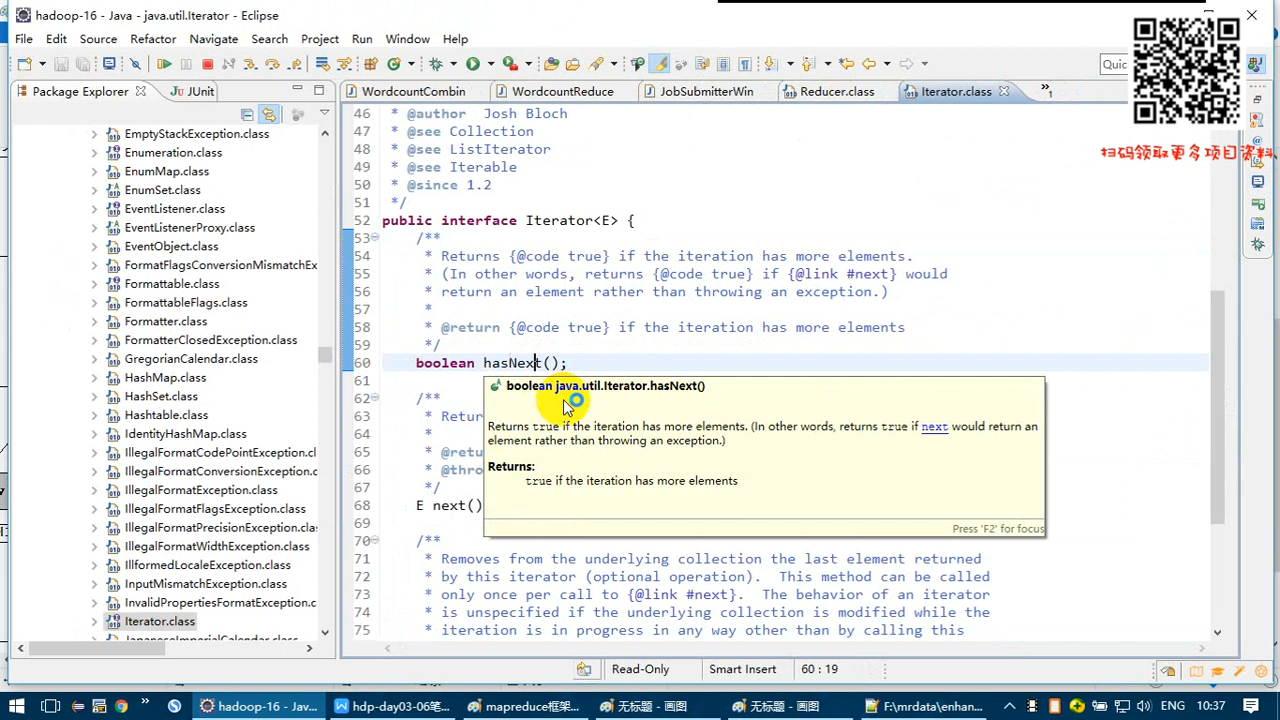 hadoop-16 - Java - java.util.Iterator - Eclipse
File Edit Source Refactor Navigate Search Project Run Window Help
Quic
扫码领取更多项目资料
Package Explorer JUnit
WordcountCombin WordcountReduce JobSubmitterWin Reducer.class Iterator.class »1
EmptyStackException.class
Enumeration.class
EnumMap.class
EnumSet.class
EventListener.class
EventListenerProxy.class
EventObject.class
FormatFlagsConversionMismatchEx
Formattable.class
FormattableFlags.class
Formatter.class
FormatterClosedException.class
GregorianCalendar.class
HashMap.class
HashSet.class
Hashtable.class
IdentityHashMap.class
IllegalFormatCodePointException.cl
IllegalFormatConversionException.c
IllegalFormatException.class
IllegalFormatFlagsException.class
IllegalFormatPrecisionException.cla
IllegalFormatWidthException.class
IllformedLocaleException.class
InputMismatchException.class
InvalidPropertiesFormatException.c
Iterator.class
JapaneseImperialCalendar.class
46 * @author Josh Bloch
47 * @see Collection
48 * @see ListIterator
49 * @see Iterable
50 * @since 1.2
51 */
52 public interface Iterator<E> {
53 /**
54 * Returns {@code true} if the iteration has more elements.
55 * (In other words, returns {@code true} if {@link #next} would
56 * return an element rather than throwing an exception.)
57 *
58 * @return {@code true} if the iteration has more elements
59 */
60 boolean hasNext();
61
62 /**
63 * Retu
64 *
65 * @retu
66 * @thro
67 */
68 E next()
69
70 /**
71 * Removes from the underlying collection the last element returned
72 * by this iterator (optional operation). This method can be called
73 * only once per call to {@link #next}. The behavior of an iterator
74 * is unspecified if the underlying collection is modified while the
75 * iteration is in progress in any way other than by calling this
boolean java.util.Iterator.hasNext()
Returns true if the iteration has more elements. (In other words, returns true if next would return an
element rather than throwing an exception.)
Returns:
true if the iteration has more elements
Press 'F2' for focus
Read-Only Smart Insert 60 : 19
hadoop-16 - Jav... hdp-day03-06笔... mapreduce框架... 无标题 - 画图 无标题 - 画图 F:\mrdata\enhan... ENG 10:37